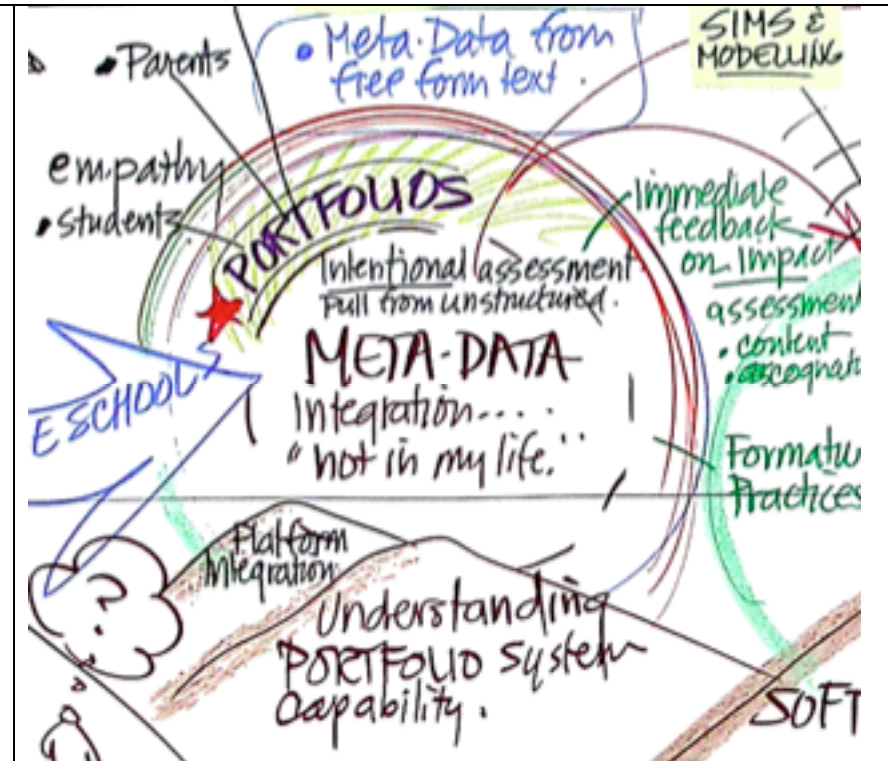 • Parents
• Meta-Data from
free form text.
SIMS &
MODELLING
empathy
• students
PORTFOLIOS
Intentional assessment
Pull from unstructured.
META-DATA
Integration....
"not in my life."
Immediate
feedback
on impact
assessment
• content
Formative
Practices
E SCHOOLS
Platform
Integration
?
Understanding
PORTFOLIO System
Capability.
SOFT